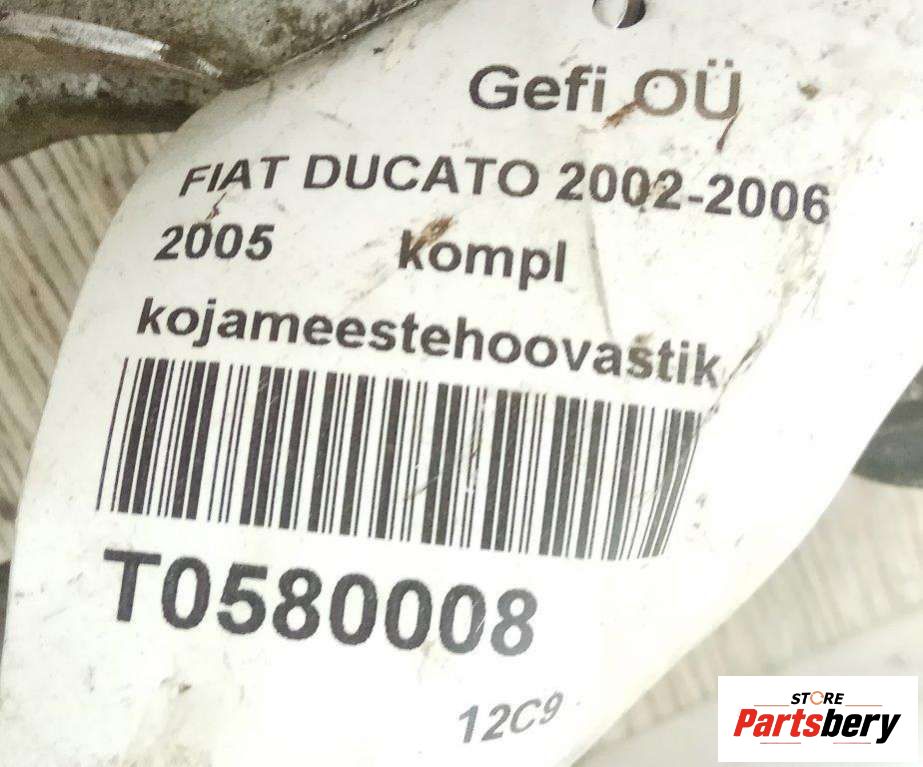 Gefi OÜ
FIAT DUCATO 2002-2006
2005 kompl
kojameestehoovastik
T0580008
12C9
STORE
Partsbery